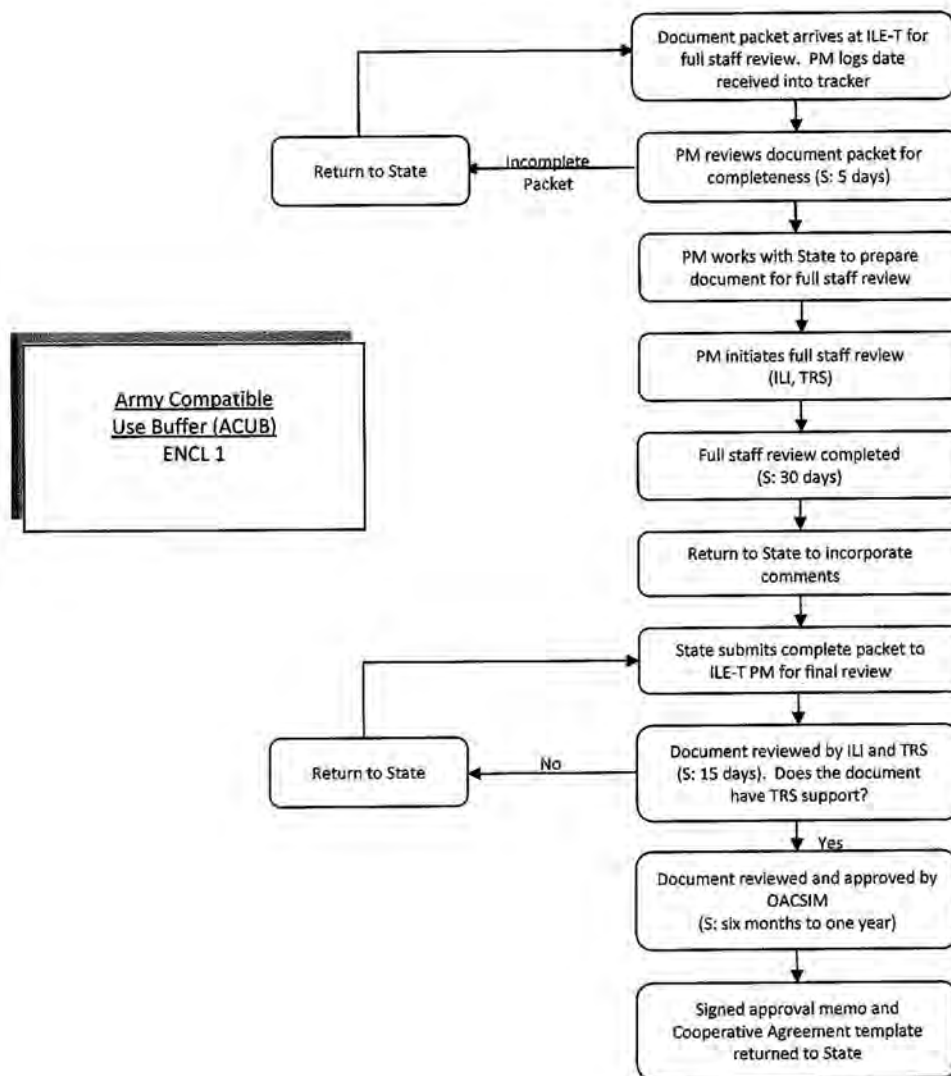 Document packet arrives at ILE-T for
full staff review.  PM logs date
received into tracker
Return to State
Incomplete
Packet
PM reviews document packet for
completeness (S: 5 days)
PM works with State to prepare
document for full staff review
Army Compatible
Use Buffer (ACUB)
ENCL 1
PM initiates full staff review
(ILI, TRS)
Full staff review completed
(S: 30 days)
Return to State to incorporate
comments
State submits complete packet to
ILE-T PM for final review
Return to State
No
Document reviewed by ILI and TRS
(S: 15 days).  Does the document
have TRS support?
Yes
Document reviewed and approved by
OACSIM
(S: six months to one year)
Signed approval memo and
Cooperative Agreement template
returned to State